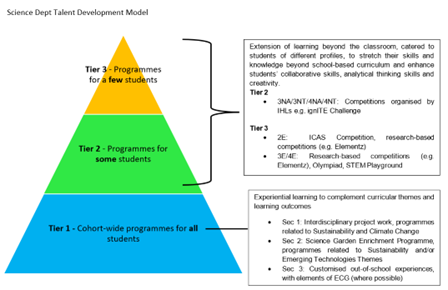 Science Dept Talent Development Model
Tier 3 - Programmes
for a few students
Tier 2 - Programmes for
some students
Tier 1 - Cohort-wide programmes for all
students
Extension of learning beyond the classroom, catered to
students of different profiles, to stretch their skills and
knowledge beyond school-based curriculum and enhance
students' collaborative skills, analytical thinking skills and
creativity.
Tier 2
• 3NA/3NT/4NA/4NT: Competitions organised by
IHLs e.g. ignITE Challenge
Tier 3
• 2E: ICAS Competition, research-based
competitions (e.g. Elementz)
• 3E/4E: Research-based competitions (e.g.
Elementz), Olympiad, STEM Playground
Experiential learning to complement curricular themes and
learning outcomes
• Sec 1: Interdisciplinary project work, programmes
related to Sustainability and Climate Change
• Sec 2: Science Garden Enrichment Programme,
programmes related to Sustainability and/or
Emerging Technologies Themes
• Sec 3: Customised out-of-school experiences,
with elements of ECG (where possible)